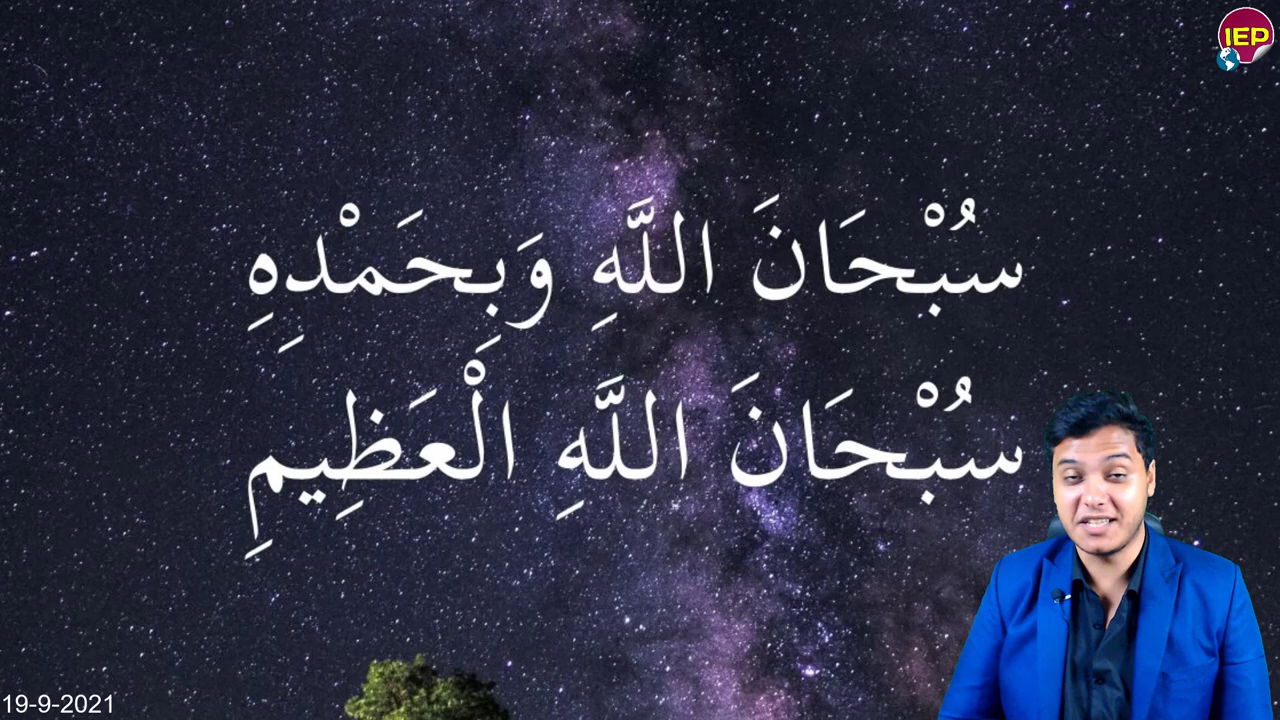 IEP
سُبْحَانَ اللَّهِ وَبِحَمْدِهِ
سُبْحَانَ اللَّهِ الْعَظِيمِ
19-9-2021